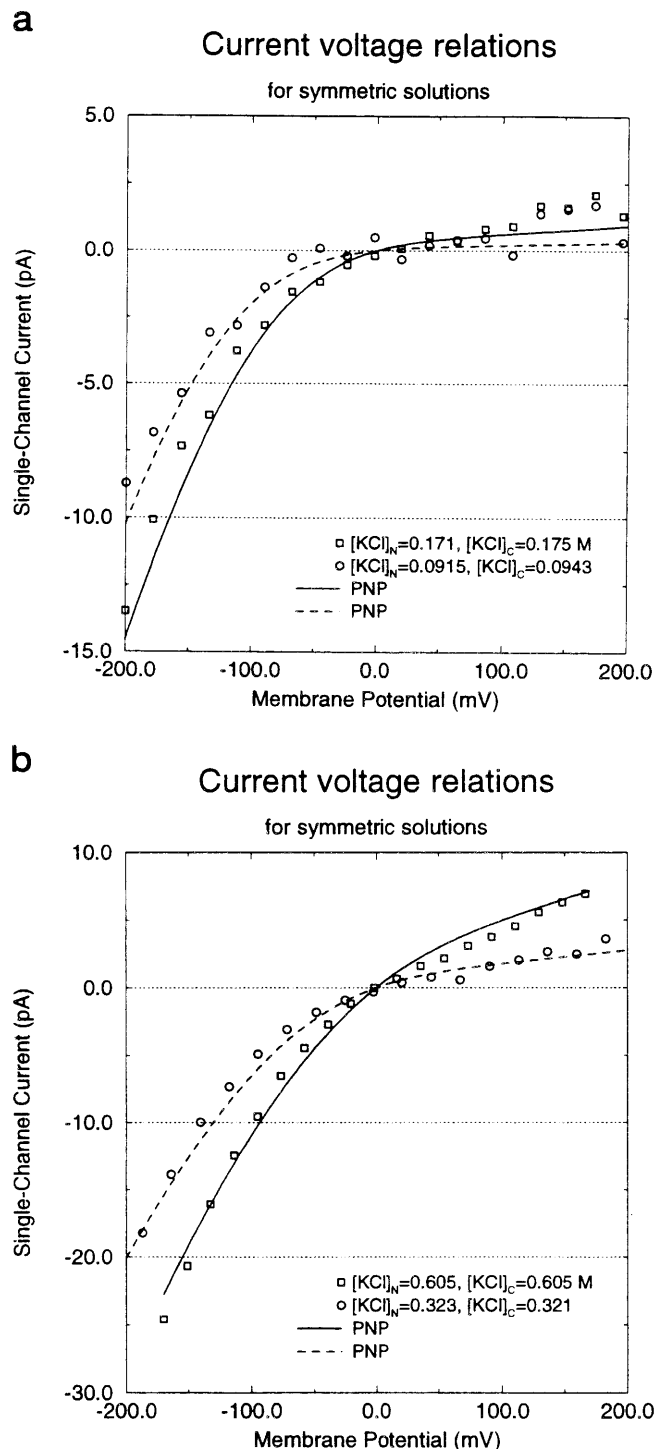 a
Current voltage relations
for symmetric solutions
5.0
0.0
-5.0
-10.0
-15.0
Single-Channel Current (pA)
[KCl]N=0.171, [KCl]C=0.175 M
[KCl]N=0.0915, [KCl]C=0.0943
PNP
PNP
-200.0 -100.0 0.0 100.0 200.0
Membrane Potential (mV)
b
Current voltage relations
for symmetric solutions
10.0
0.0
-10.0
-20.0
-30.0
Single-Channel Current (pA)
[KCl]N=0.605, [KCl]C=0.605 M
[KCl]N=0.323, [KCl]C=0.321
PNP
PNP
-200.0 -100.0 0.0 100.0 200.0
Membrane Potential (mV)